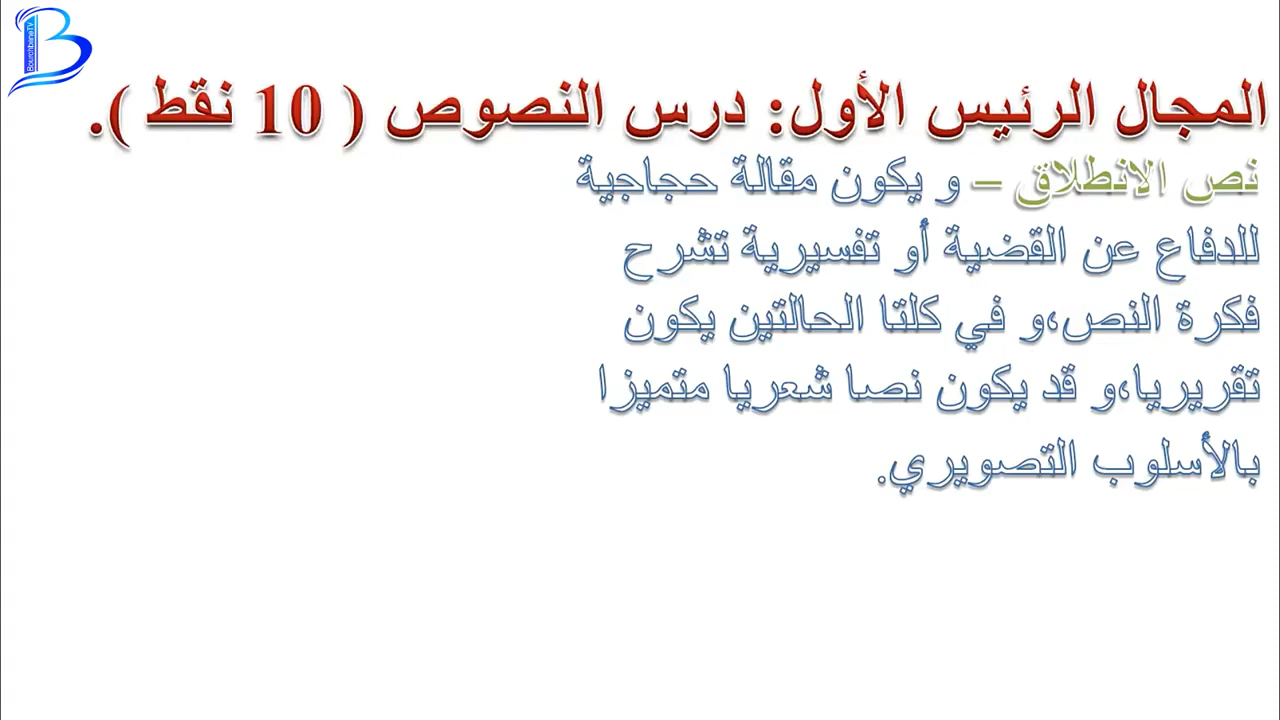 BourchbaneTV
المجال الرئيس الأول: درس النصوص ( 10 نقط ).
نص الانطلاق – و يكون مقالة حجاجية
للدفاع عن القضية أو تفسيرية تشرح
فكرة النص،و في كلتا الحالتين يكون
تقريريا،و قد يكون نصا شعريا متميزا
بالأسلوب التصويري.